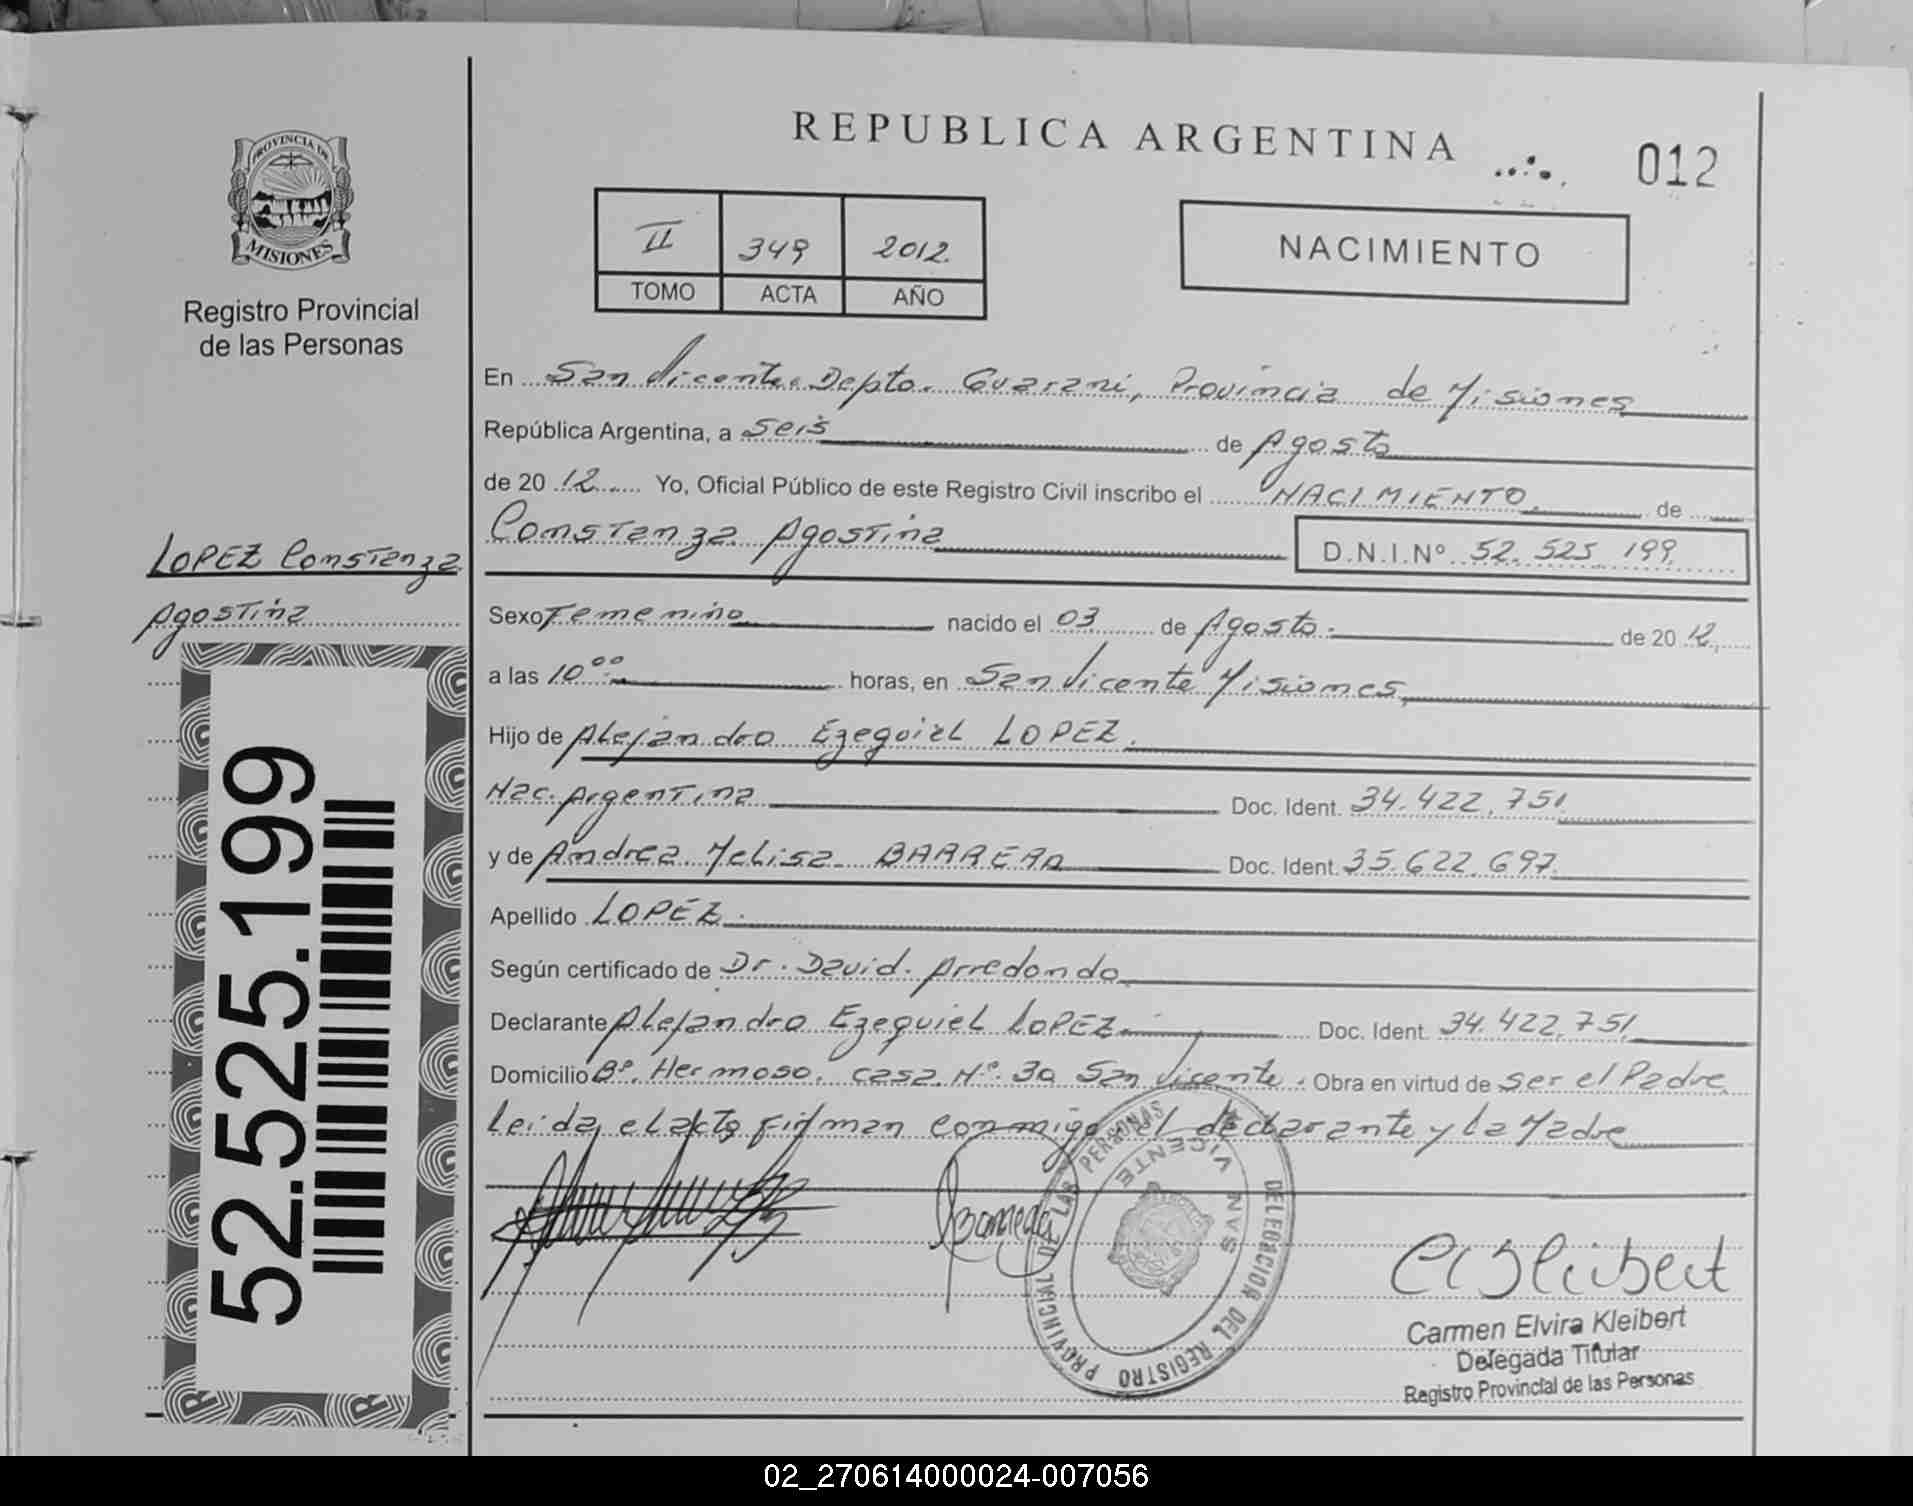 PROVINCIA DE
MISIONES
Registro Provincial
de las Personas
LOPEZ Constanza
Agostina
52.525.199
REPUBLICA ARGENTINA
012
II 349 2012.
TOMO ACTA AÑO
NACIMIENTO
En San Vicente Depto. Guarani, Provincia de Misiones
República Argentina, a Seis de Agosto
de 2012 Yo, Oficial Público de este Registro Civil inscribo el NACIMIENTO de
Constanza Agostina D.N.I.Nº 52.525.199
Sexo Femenino nacido el 03 de Agosto de 2012
a las 10⁰⁰ horas, en San Vicente Misiones
Hijo de Alejandro Ezequiel LOPEZ.
Nac. Argentina Doc. Ident. 34.422.751
y de Andrea Melisa BARRERA Doc. Ident. 35.622.697
Apellido LOPEZ.
Según certificado de Dr. David Arredondo
Declarante Alejandro Ezequiel LOPEZ Doc. Ident. 34.422.751
Domicilio Bº. Hermoso. casa. Nº. 30 San Vicente. Obra en virtud de ser el Padre
Leida el acta firman conmigo el declarante y la Madre
DELEGACION DEL REGISTRO PROVINCIAL DE LAS PERSONAS
SAN VICENTE
Carmen Elvira Kleibert
Delegada Titular
Registro Provincial de las Personas
02_270614000024-007056